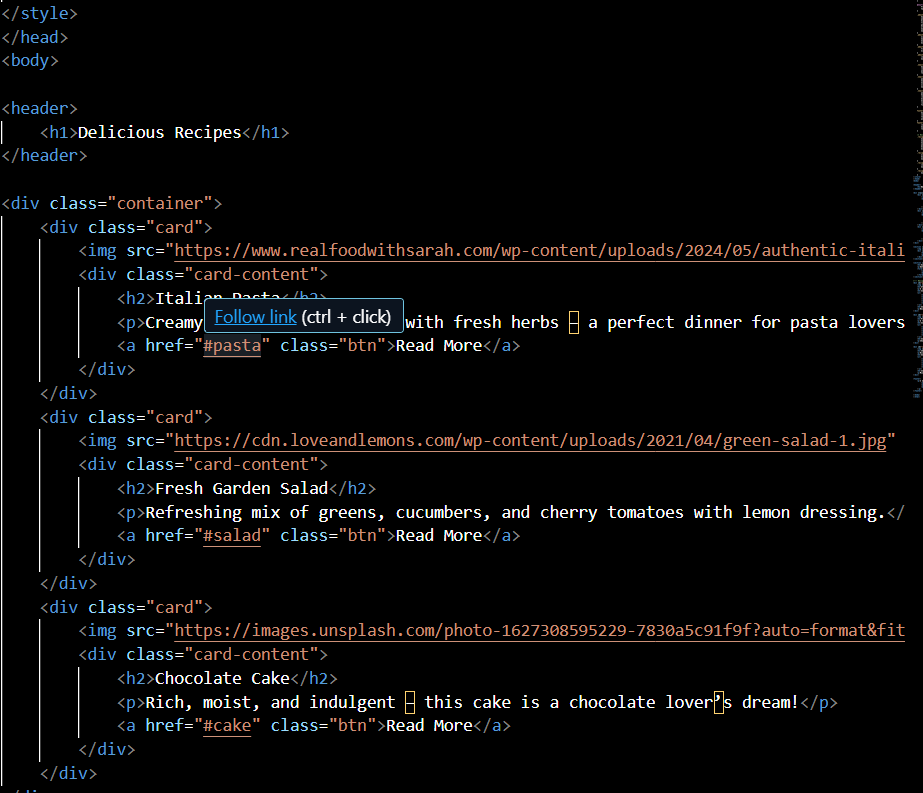 </style>
</head>
<body>
<header>
<h1>Delicious Recipes</h1>
</header>
<div class="container">
<div class="card">
<img src="https://www.realfoodwithsarah.com/wp-content/uploads/2024/05/authentic-itali
<div class="card-content">
<h2>Italian Pasta</h2>
Follow link (ctrl + click)
<p>Creamy with fresh herbs – a perfect dinner for pasta lovers
<a href="#pasta" class="btn">Read More</a>
</div>
</div>
<div class="card">
<img src="https://cdn.loveandlemons.com/wp-content/uploads/2021/04/green-salad-1.jpg"
<div class="card-content">
<h2>Fresh Garden Salad</h2>
<p>Refreshing mix of greens, cucumbers, and cherry tomatoes with lemon dressing.</
<a href="#salad" class="btn">Read More</a>
</div>
</div>
<div class="card">
<img src="https://images.unsplash.com/photo-1627308595229-7830a5c91f9f?auto=format&fit
<div class="card-content">
<h2>Chocolate Cake</h2>
<p>Rich, moist, and indulgent – this cake is a chocolate lover’s dream!</p>
<a href="#cake" class="btn">Read More</a>
</div>
</div>